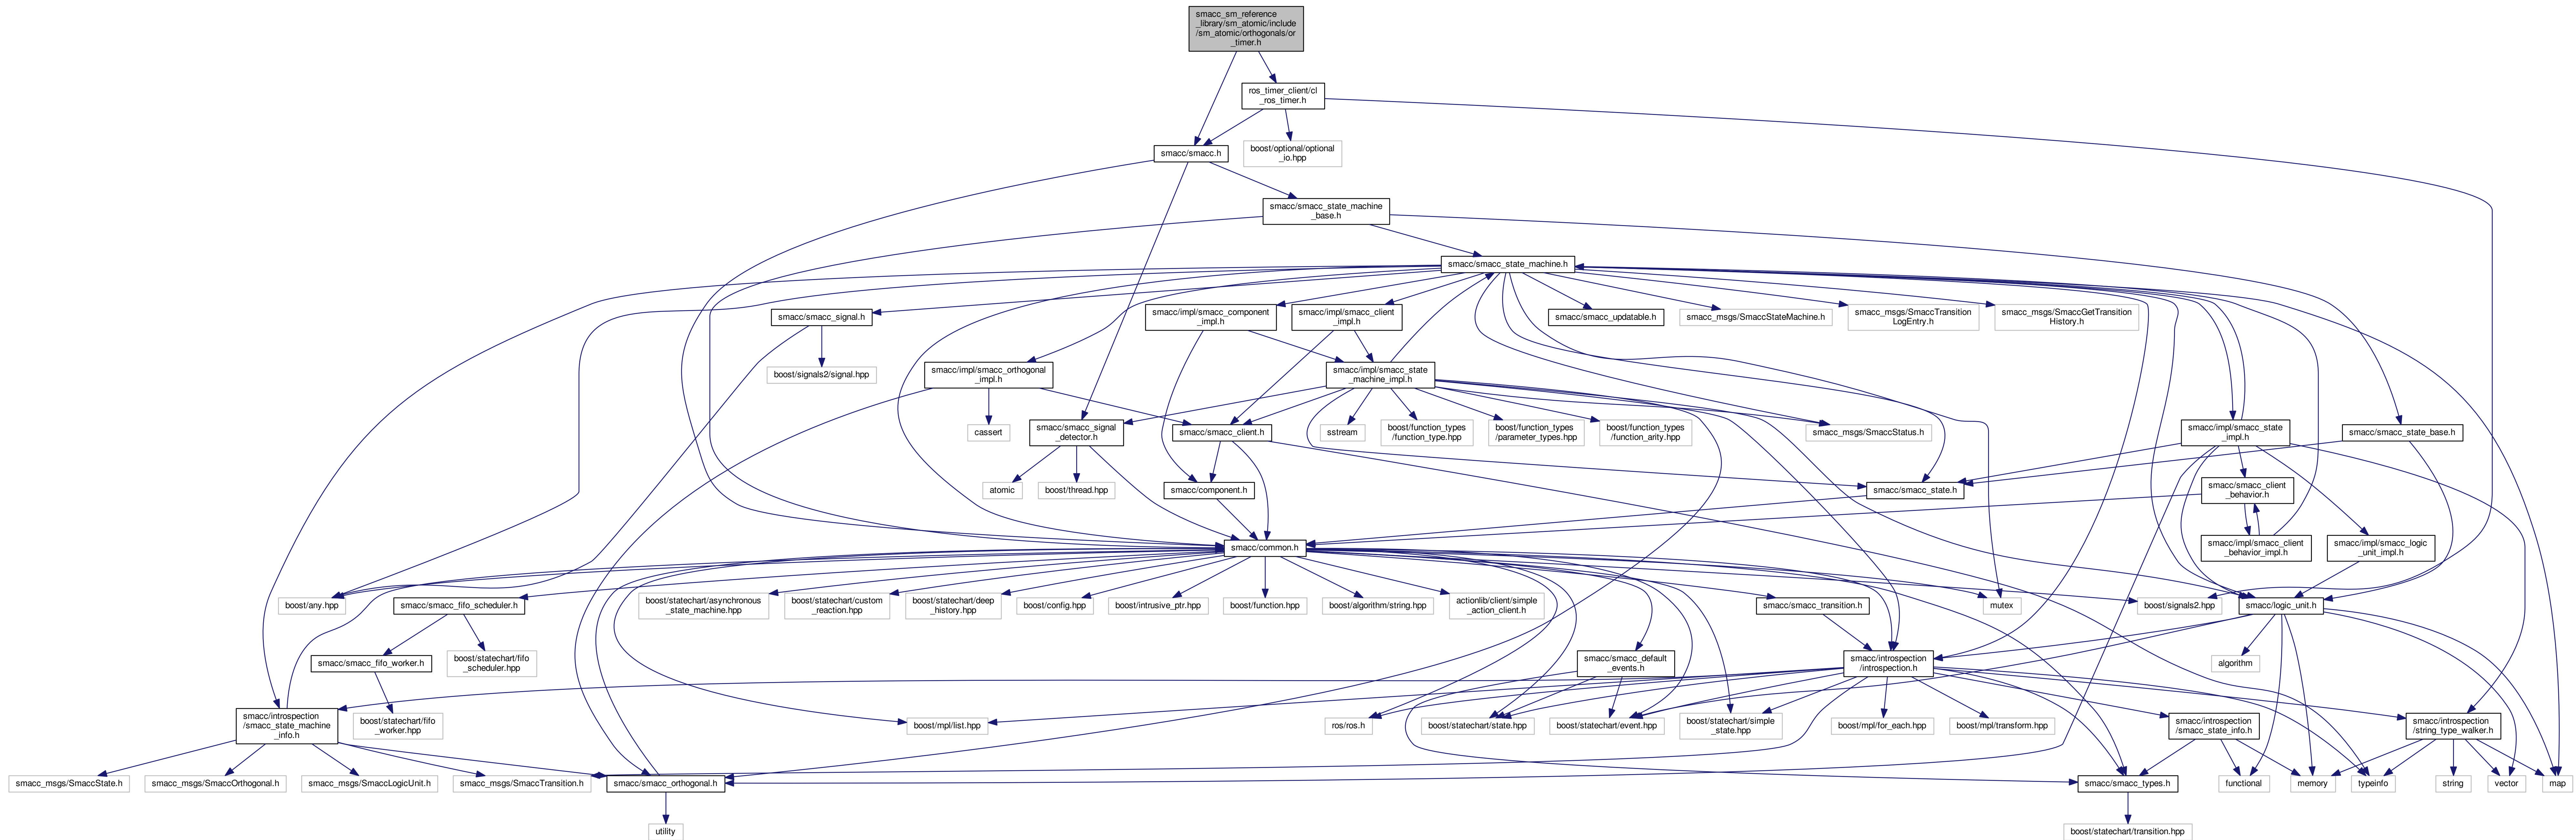 smacc_sm_reference
_library/sm_atomic/include
/sm_atomic/orthogonals/or
_timer.h
ros_timer_client/cl
_ros_timer.h
smacc/smacc.h
boost/optional/optional
_io.hpp
smacc/smacc_state_machine
_base.h
smacc/smacc_state_machine.h
smacc/smacc_signal.h
smacc/impl/smacc_component
_impl.h
smacc/impl/smacc_client
_impl.h
smacc/smacc_updatable.h
smacc_msgs/SmaccStateMachine.h
smacc_msgs/SmaccTransition
LogEntry.h
smacc_msgs/SmaccGetTransition
History.h
boost/signals2/signal.hpp
smacc/impl/smacc_orthogonal
_impl.h
smacc/impl/smacc_state
_machine_impl.h
cassert
smacc/smacc_signal
_detector.h
smacc/smacc_client.h
sstream
boost/function_types
/function_type.hpp
boost/function_types
/parameter_types.hpp
boost/function_types
/function_arity.hpp
smacc_msgs/SmaccStatus.h
smacc/impl/smacc_state
_impl.h
smacc/smacc_state_base.h
atomic
boost/thread.hpp
smacc/component.h
smacc/smacc_state.h
smacc/smacc_client
_behavior.h
smacc/common.h
smacc/impl/smacc_client
_behavior_impl.h
smacc/impl/smacc_logic
_unit_impl.h
boost/any.hpp
smacc/smacc_fifo_scheduler.h
boost/statechart/asynchronous
_state_machine.hpp
boost/statechart/custom
_reaction.hpp
boost/statechart/deep
_history.hpp
boost/config.hpp
boost/intrusive_ptr.hpp
boost/function.hpp
boost/algorithm/string.hpp
actionlib/client/simple
_action_client.h
smacc/smacc_transition.h
mutex
boost/signals2.hpp
smacc/logic_unit.h
smacc/smacc_fifo_worker.h
boost/statechart/fifo
_scheduler.hpp
smacc/smacc_default
_events.h
smacc/introspection
/introspection.h
algorithm
smacc/introspection
/smacc_state_machine
_info.h
boost/statechart/fifo
_worker.hpp
boost/mpl/list.hpp
ros/ros.h
boost/statechart/state.hpp
boost/statechart/event.hpp
boost/statechart/simple
_state.hpp
boost/mpl/for_each.hpp
boost/mpl/transform.hpp
smacc/introspection
/smacc_state_info.h
smacc/introspection
/string_type_walker.h
smacc_msgs/SmaccState.h
smacc_msgs/SmaccOrthogonal.h
smacc_msgs/SmaccLogicUnit.h
smacc_msgs/SmaccTransition.h
smacc/smacc_orthogonal.h
smacc/smacc_types.h
functional
memory
typeinfo
string
vector
map
utility
boost/statechart/transition.hpp